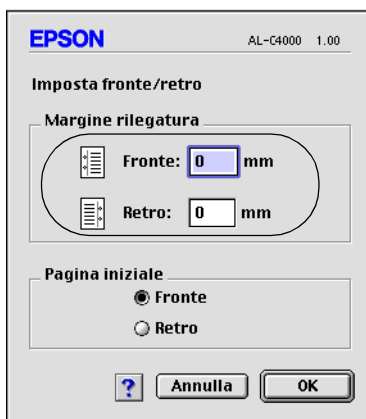 EPSON AL-C4000 1.00
Imposta fronte/retro
Margine rilegatura
Fronte: 0 mm
Retro: 0 mm
Pagina iniziale
Fronte
Retro
? Annulla OK